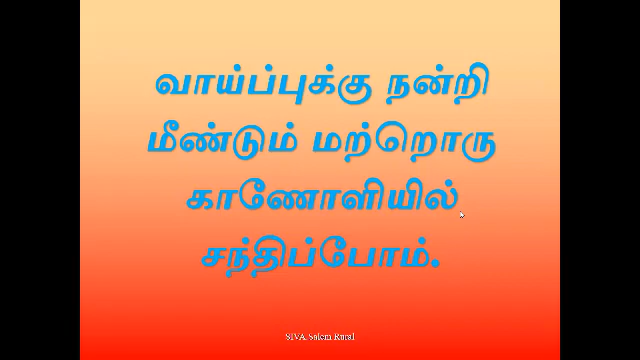 வாய்ப்புக்கு நன்றி
மீண்டும் மற்றொரு
காணோளியில்
சந்திப்போம்.
SIVA Salem Rural